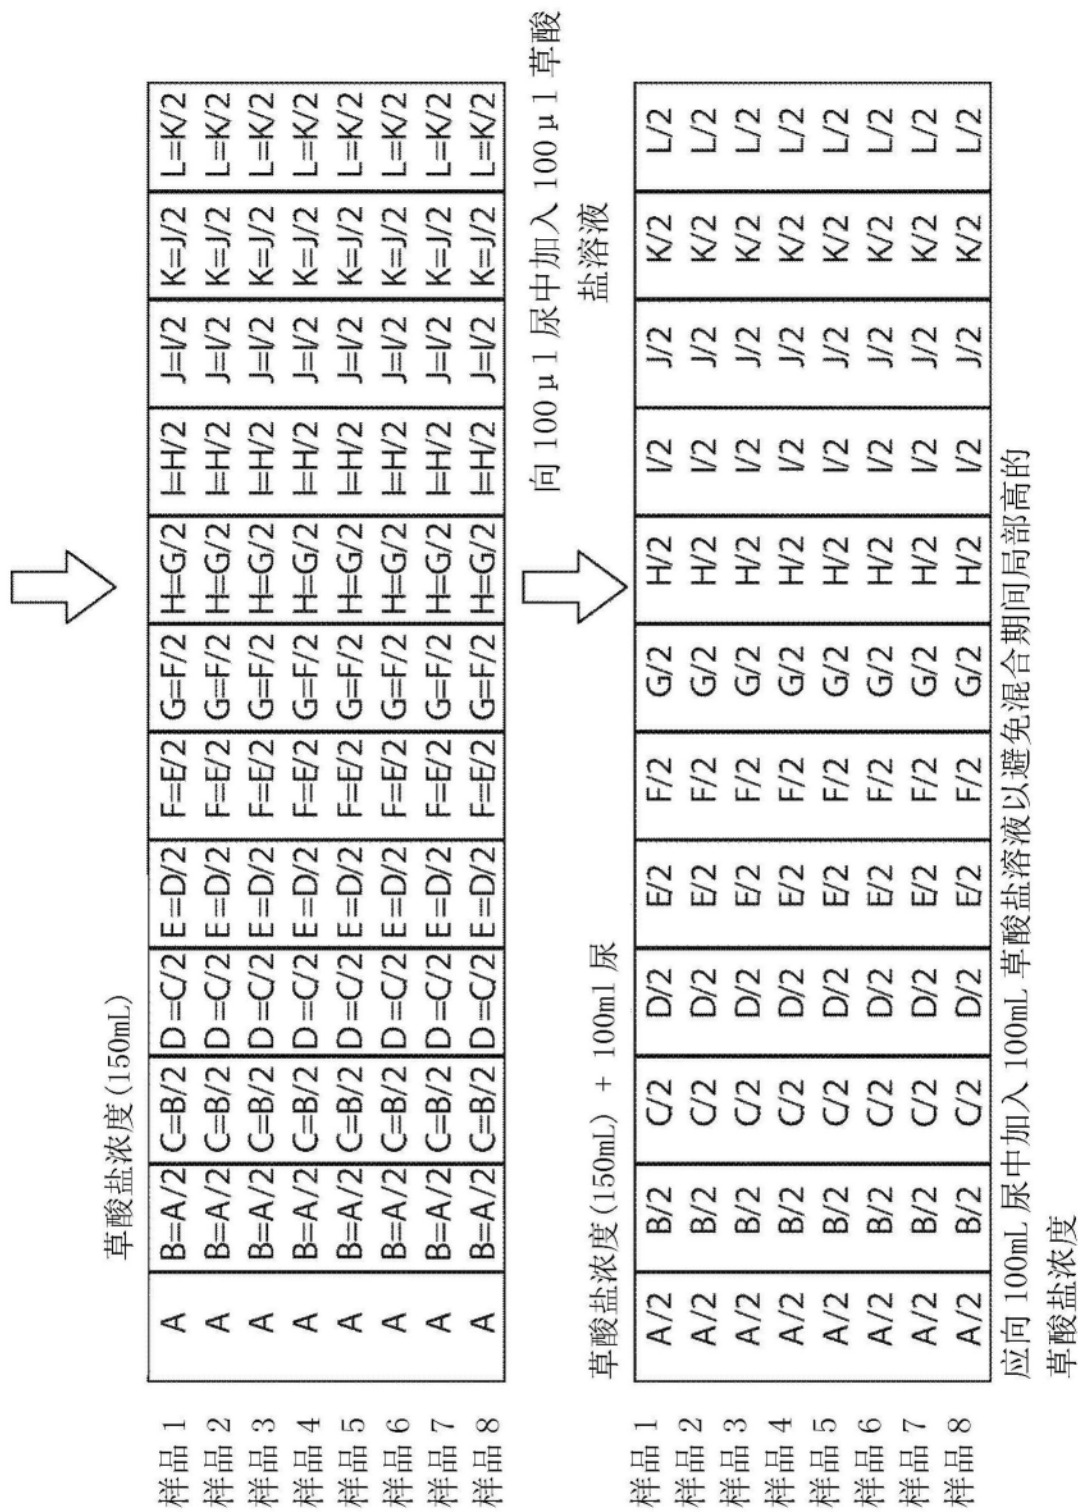 草酸盐浓度(150mL)
样品 1 A B=A/2 C=B/2 D=C/2 E=D/2 F=E/2 G=F/2 H=G/2 I=H/2 J=I/2 K=J/2 L=K/2
样品 2 A B=A/2 C=B/2 D=C/2 E=D/2 F=E/2 G=F/2 H=G/2 I=H/2 J=I/2 K=J/2 L=K/2
样品 3 A B=A/2 C=B/2 D=C/2 E=D/2 F=E/2 G=F/2 H=G/2 I=H/2 J=I/2 K=J/2 L=K/2
样品 4 A B=A/2 C=B/2 D=C/2 E=D/2 F=E/2 G=F/2 H=G/2 I=H/2 J=I/2 K=J/2 L=K/2
样品 5 A B=A/2 C=B/2 D=C/2 E=D/2 F=E/2 G=F/2 H=G/2 I=H/2 J=I/2 K=J/2 L=K/2
样品 6 A B=A/2 C=B/2 D=C/2 E=D/2 F=E/2 G=F/2 H=G/2 I=H/2 J=I/2 K=J/2 L=K/2
样品 7 A B=A/2 C=B/2 D=C/2 E=D/2 F=E/2 G=F/2 H=G/2 I=H/2 J=I/2 K=J/2 L=K/2
样品 8 A B=A/2 C=B/2 D=C/2 E=D/2 F=E/2 G=F/2 H=G/2 I=H/2 J=I/2 K=J/2 L=K/2
向 100μl 尿中加入 100μl 草酸
盐溶液
草酸盐浓度(150mL) + 100ml 尿
样品 1 A/2 B/2 C/2 D/2 E/2 F/2 G/2 H/2 I/2 J/2 K/2 L/2
样品 2 A/2 B/2 C/2 D/2 E/2 F/2 G/2 H/2 I/2 J/2 K/2 L/2
样品 3 A/2 B/2 C/2 D/2 E/2 F/2 G/2 H/2 I/2 J/2 K/2 L/2
样品 4 A/2 B/2 C/2 D/2 E/2 F/2 G/2 H/2 I/2 J/2 K/2 L/2
样品 5 A/2 B/2 C/2 D/2 E/2 F/2 G/2 H/2 I/2 J/2 K/2 L/2
样品 6 A/2 B/2 C/2 D/2 E/2 F/2 G/2 H/2 I/2 J/2 K/2 L/2
样品 7 A/2 B/2 C/2 D/2 E/2 F/2 G/2 H/2 I/2 J/2 K/2 L/2
样品 8 A/2 B/2 C/2 D/2 E/2 F/2 G/2 H/2 I/2 J/2 K/2 L/2
应向 100mL 尿中加入 100mL 草酸盐溶液以避免混合期间局部高的
草酸盐浓度